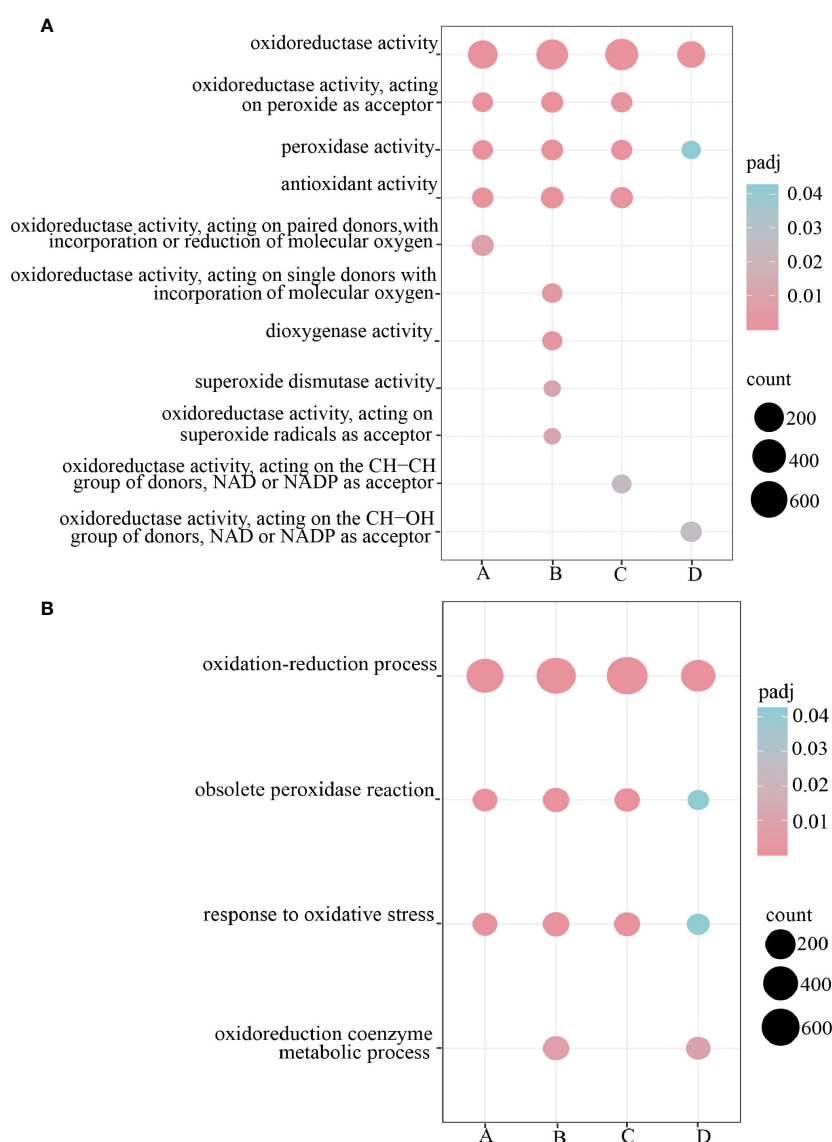 A
oxidoreductase activity
oxidoreductase activity, acting
on peroxide as acceptor
peroxidase activity
antioxidant activity
oxidoreductase activity, acting on paired donors,with
incorporation or reduction of molecular oxygen
oxidoreductase activity, acting on single donors with
incorporation of molecular oxygen
dioxygenase activity
superoxide dismutase activity
oxidoreductase activity, acting on
superoxide radicals as acceptor
oxidoreductase activity, acting on the CH−CH
group of donors, NAD or NADP as acceptor
oxidoreductase activity, acting on the CH−OH
group of donors, NAD or NADP as acceptor
A B C D
padj
0.04
0.03
0.02
0.01
count
200
400
600
B
oxidation-reduction process
obsolete peroxidase reaction
response to oxidative stress
oxidoreduction coenzyme
metabolic process
A B C D
padj
0.04
0.03
0.02
0.01
count
200
400
600